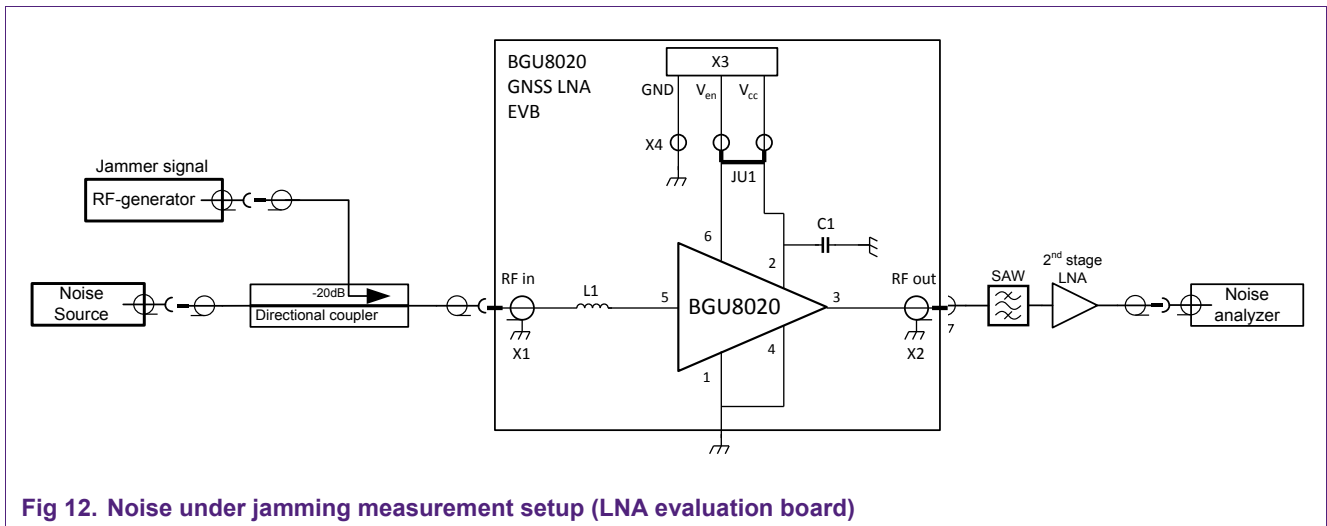 BGU8020
GNSS LNA
EVB
X3
GND
Ven
Vcc
X4
JU1
Jammer signal
RF-generator
C1
6
2
-20dB
Noise
Source
Directional coupler
RF in
L1
5
BGU8020
3
RF out
SAW
2nd stage
LNA
Noise
analyzer
X1
4
X2
7
1
Fig 12. Noise under jamming measurement setup (LNA evaluation board)